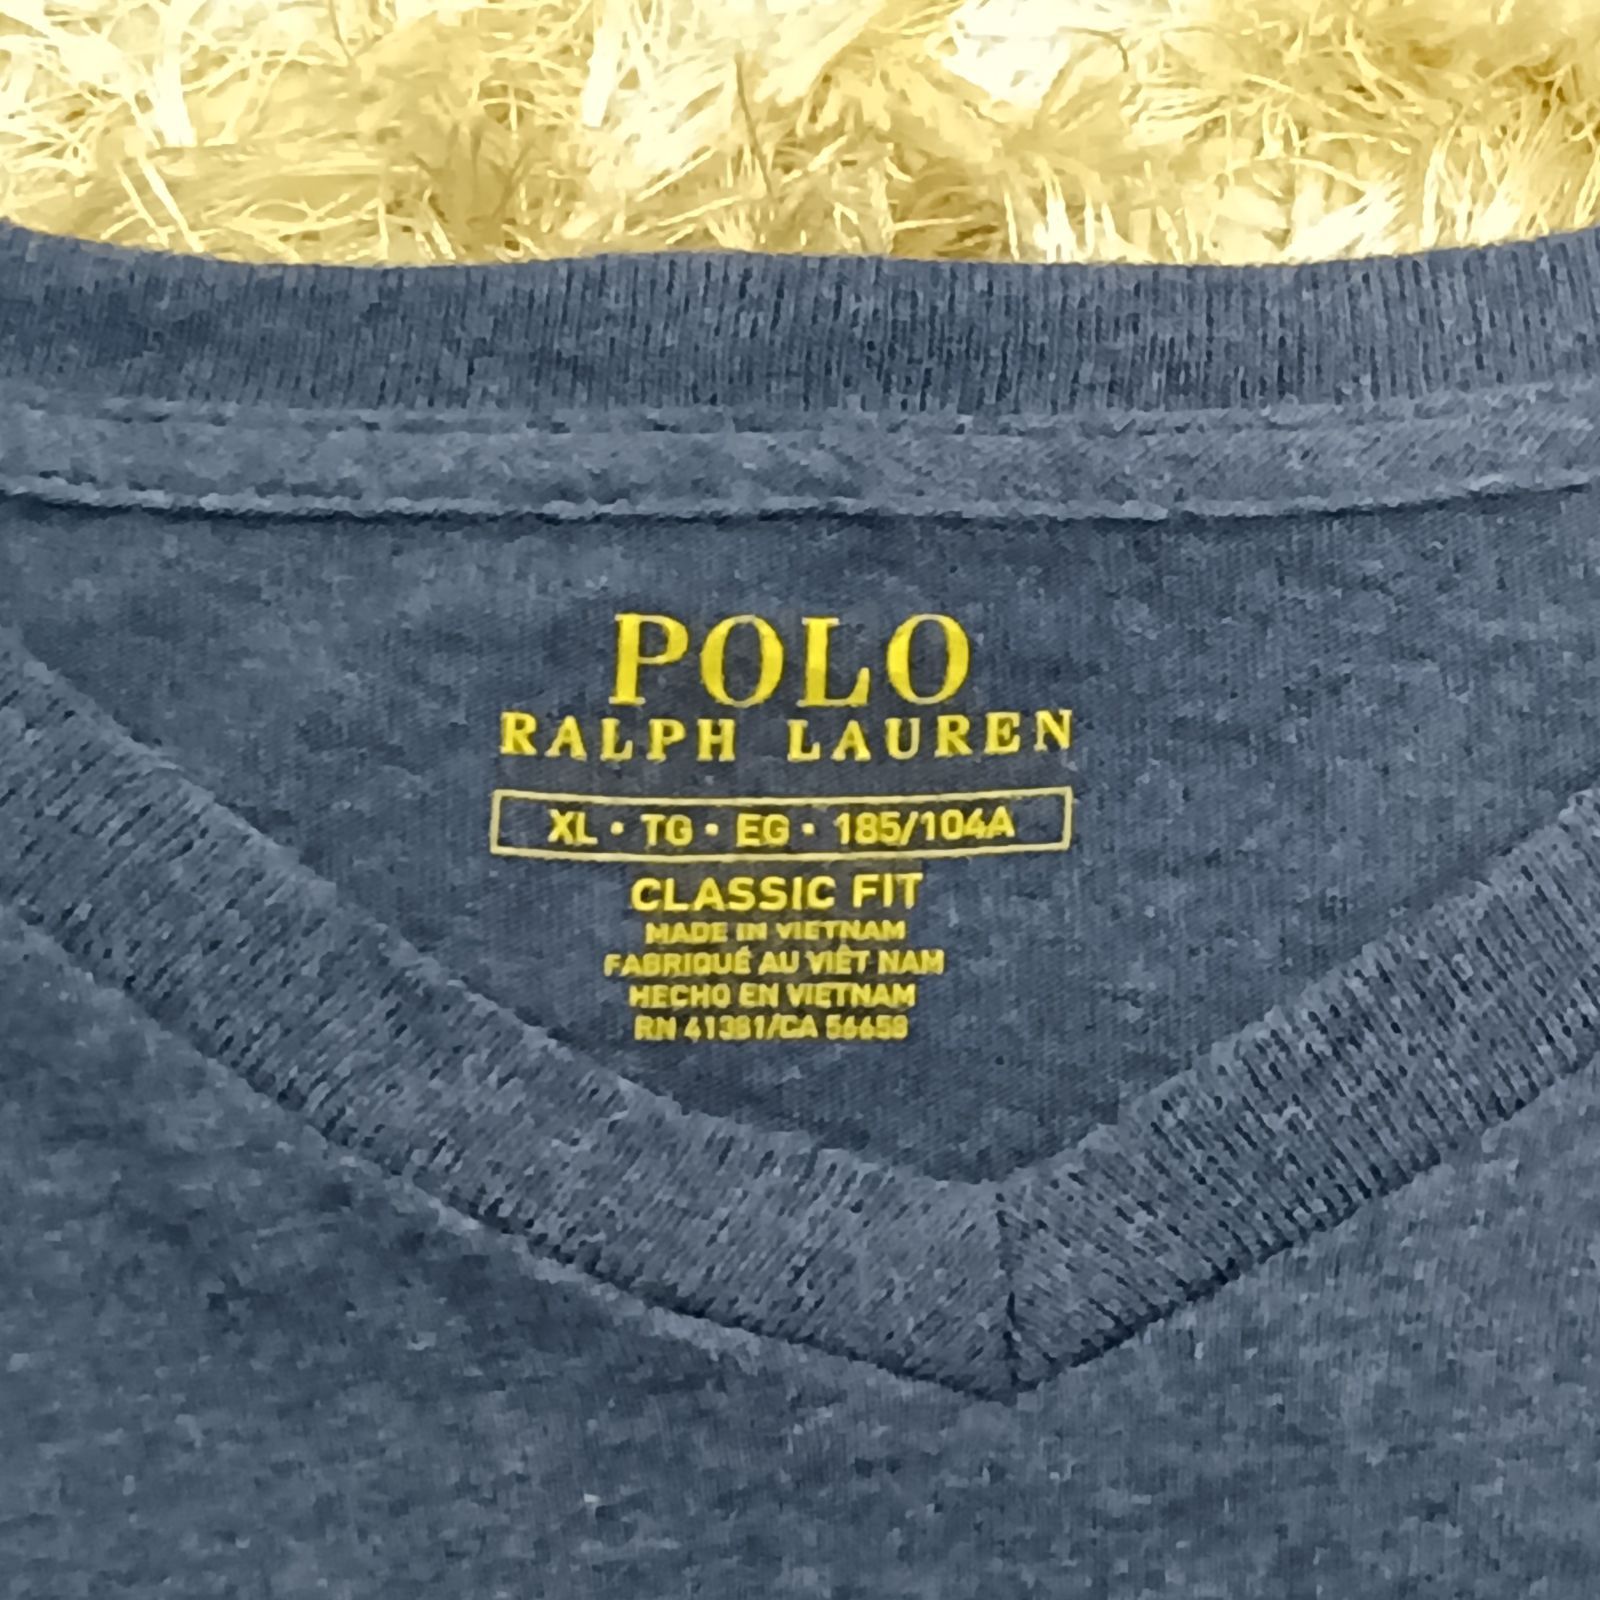 POLO
RALPH LAUREN
XL • TG • EG • 185/104A
CLASSIC FIT
MADE IN VIETNAM
FABRIQUÉ AU VIÊT NAM
HECHO EN VIETNAM
RN 41381/CA 56658